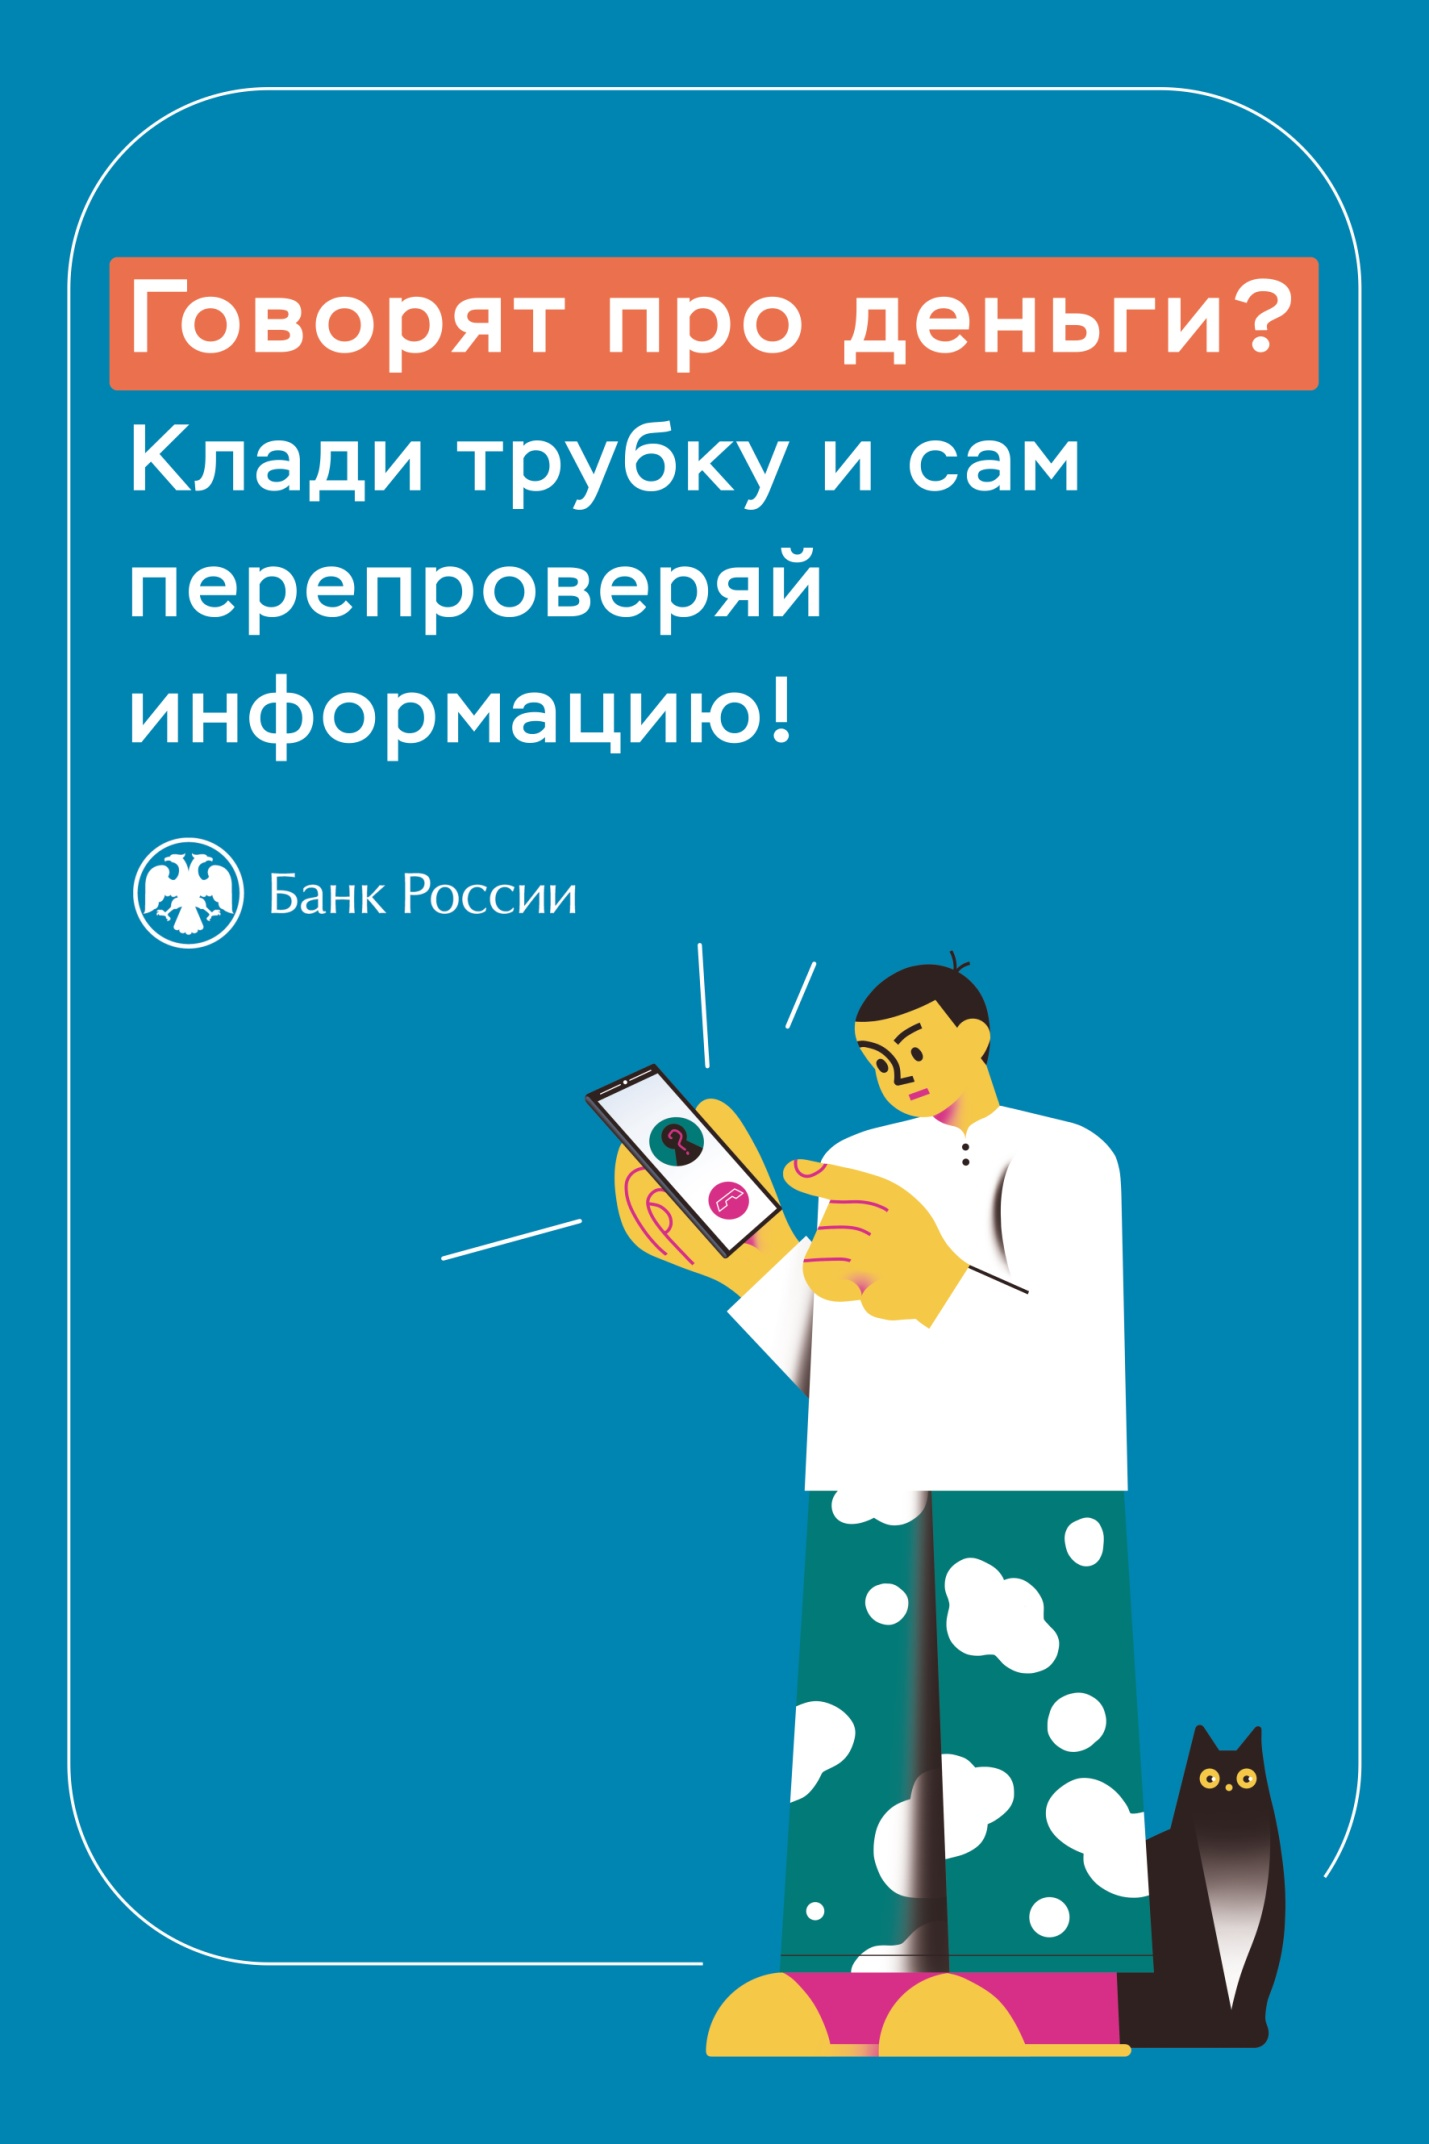 Говорят про деньги?
Клади трубку и сам
перепроверяй
информацию!
Банк России
?